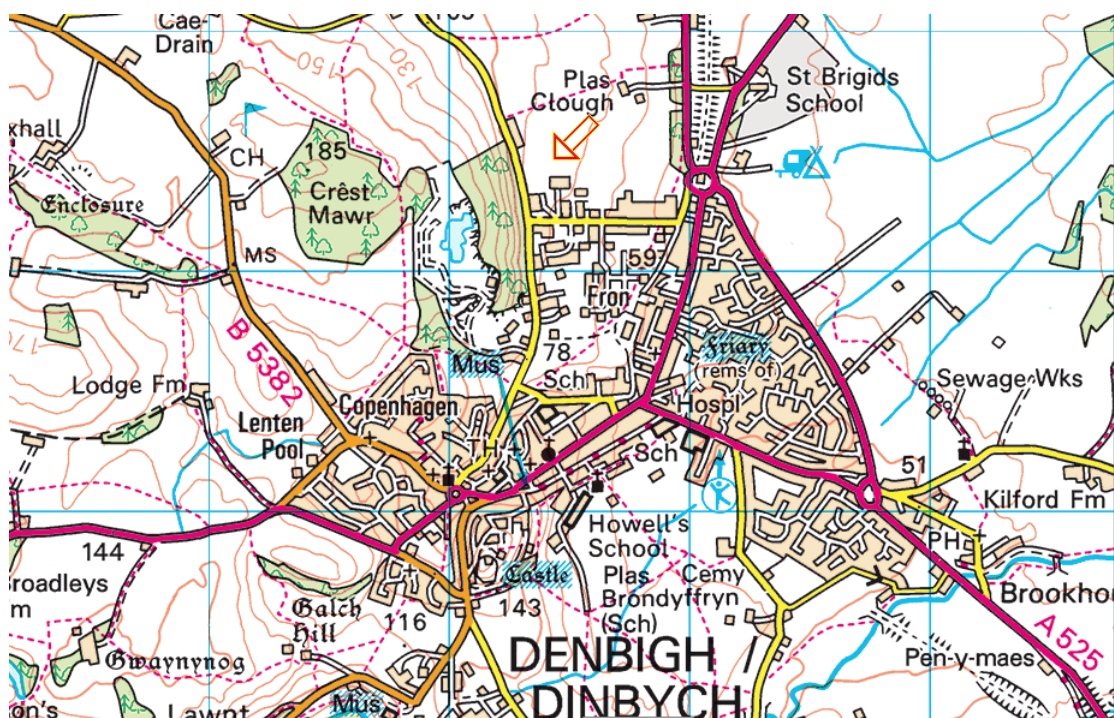 Cae-
Drain
150
130
Plas
Clough
St Brigids
School
xhall
CH
85
Crêst
Mawr
Enclosure
MS
59
Fron
B 5382
Mus
78
Sch
Friary
(rems of)
Lodge Fm
Copenhagen
Lenten
Pool
TH
Hospl
Sch
Sewage Wks
51
Kilford Fm
PH
144
Howell's
School
Castle
Plas
Brondyffryn
(Sch)
Cemy
Brookhou
roadleys
m
Galch
Hill
116
143
A 525
Gwaynynog
DENBIGH /
DINBYCH
Pen-y-maes
on's
Lawnt
Mus